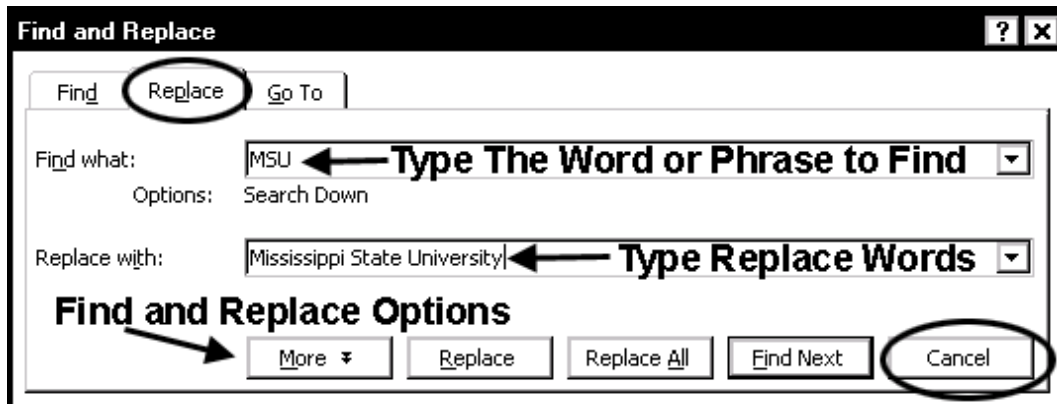 Find and Replace ? X
Find Replace Go To
Find what: MSU Type The Word or Phrase to Find
Options: Search Down
Replace with: Mississippi State University Type Replace Words
Find and Replace Options
More Replace Replace All Find Next Cancel